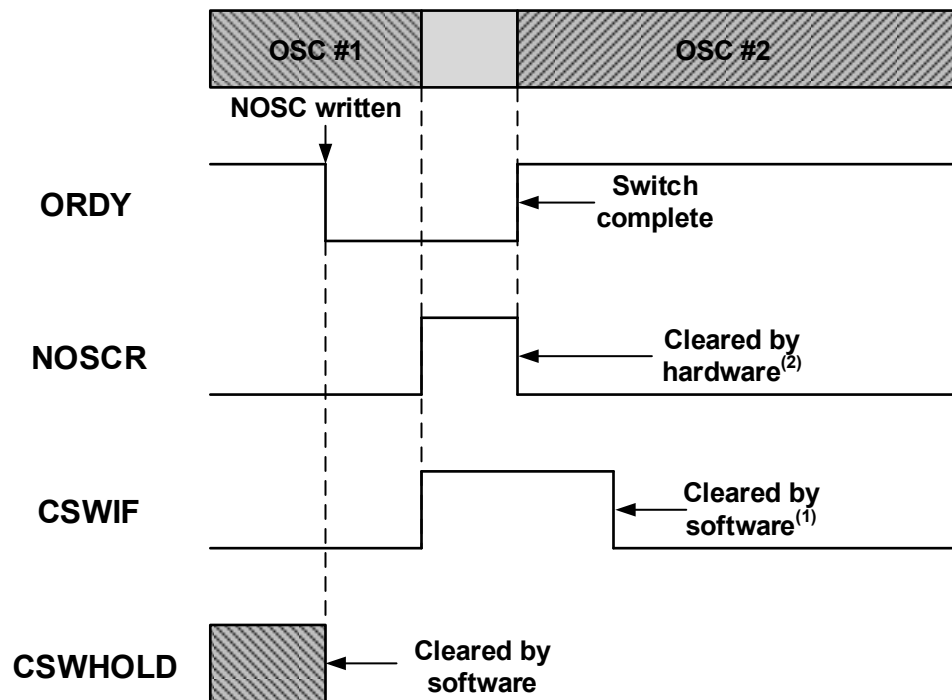 OSC #1
OSC #2
NOSC written
ORDY
Switch
complete
NOSCR
Cleared by
hardware(2)
CSWIF
Cleared by
software(1)
CSWHOLD
Cleared by
software